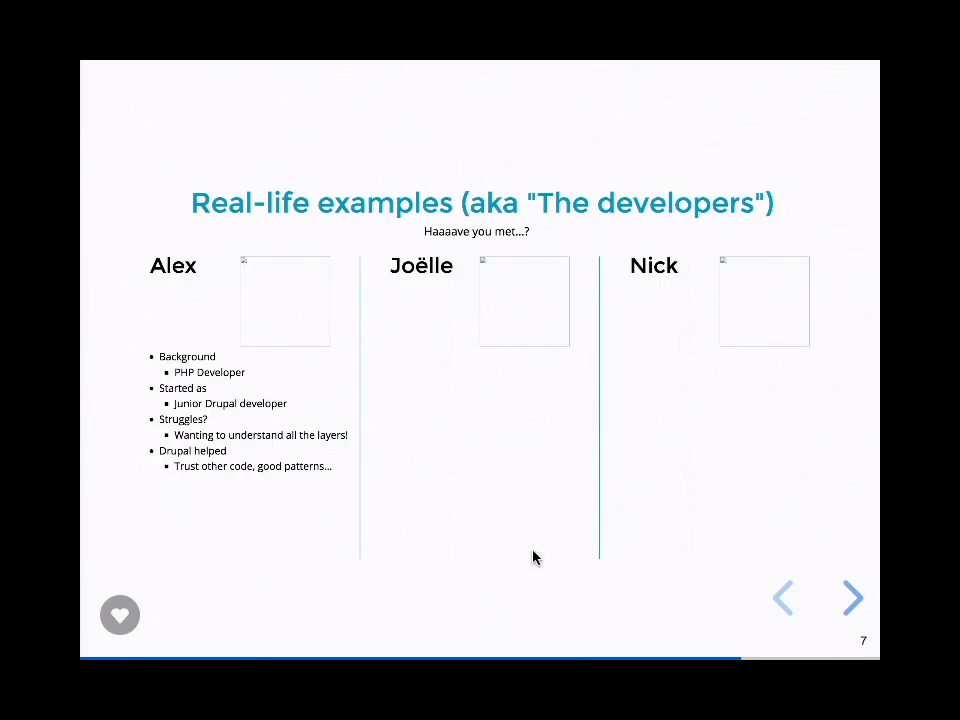 Real-life examples (aka "The developers")
Haaaave you met...?
Alex
Joëlle
Nick
Background
PHP Developer
Started as
Junior Drupal developer
Struggles?
Wanting to understand all the layers!
Drupal helped
Trust other code, good patterns...
7